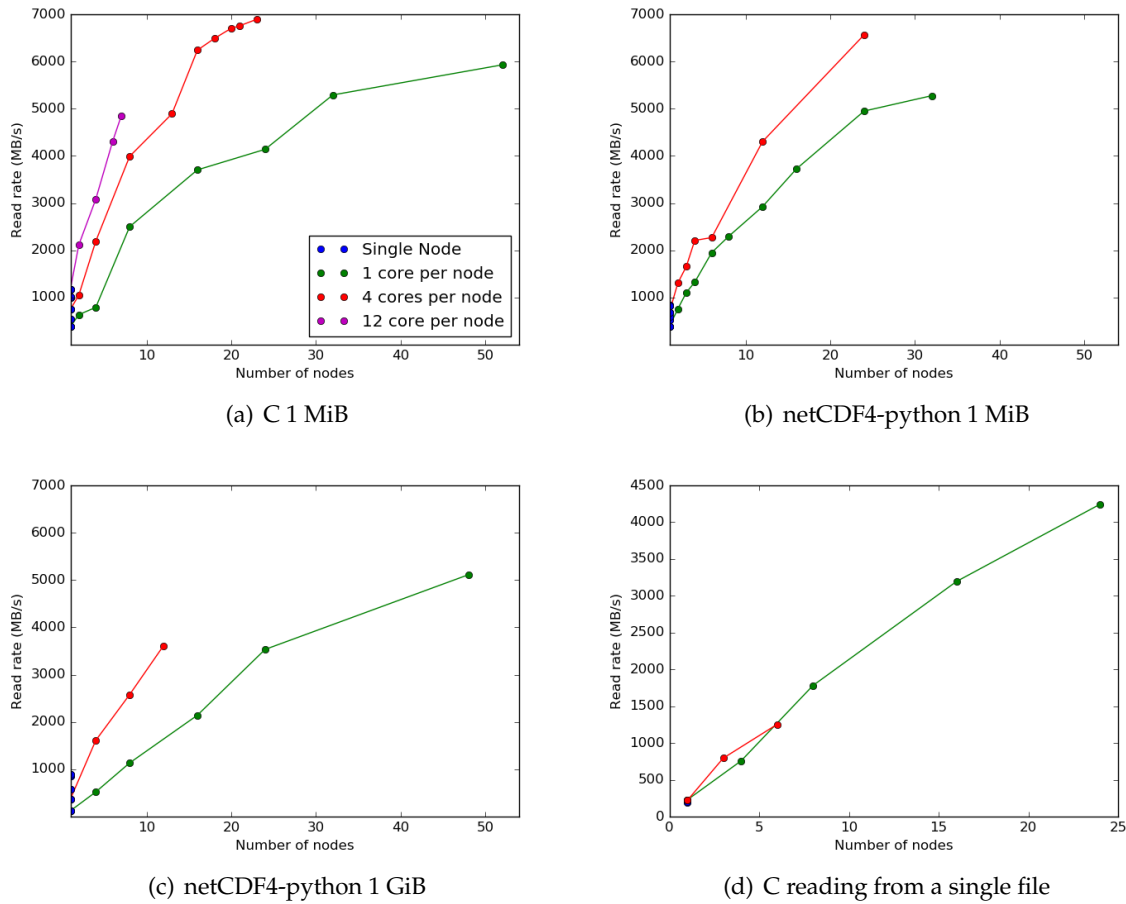 7000
6000
5000
4000
3000
2000
1000
Read rate (MB/s)
10 20 30 40 50
Number of nodes
Single Node
1 core per node
4 cores per node
12 core per node
(a) C 1 MiB
7000
6000
5000
4000
3000
2000
1000
Read rate (MB/s)
10 20 30 40 50
Number of nodes
(b) netCDF4-python 1 MiB
7000
6000
5000
4000
3000
2000
1000
Read rate (MB/s)
10 20 30 40 50
Number of nodes
(c) netCDF4-python 1 GiB
4500
4000
3500
3000
2500
2000
1500
1000
500
0
Read rate (MB/s)
0 5 10 15 20 25
Number of nodes
(d) C reading from a single file